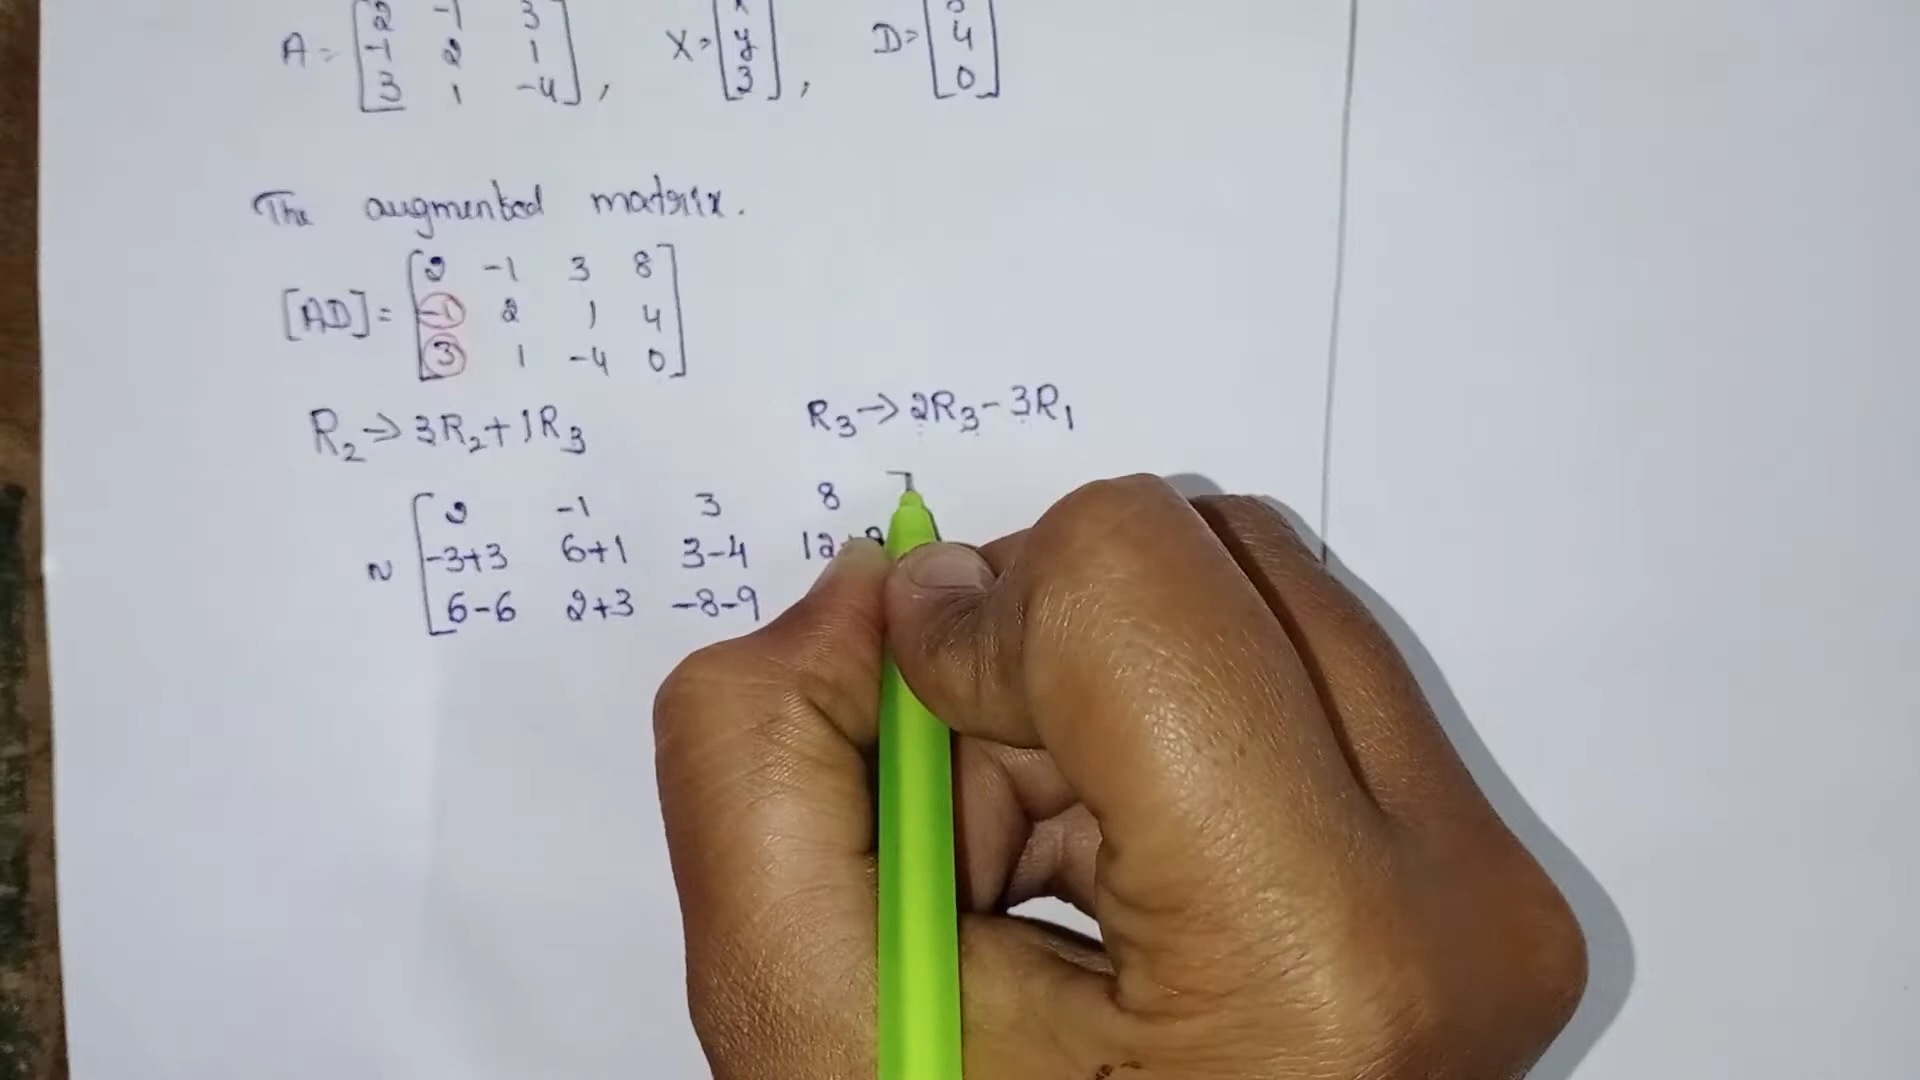 A= [2 -1 3
-1 2 1
3 1 -4], X= [x
y
3], D= [8
4
0]
The augmented matrix.
[AD]= [2 -1 3 8
-1 2 1 4
3 1 -4 0]
R2→3R2+1R3 R3→2R3-3R1
~ [2 -1 3 8
-3+3 6+1 3-4
6-6 2+3 -8-9